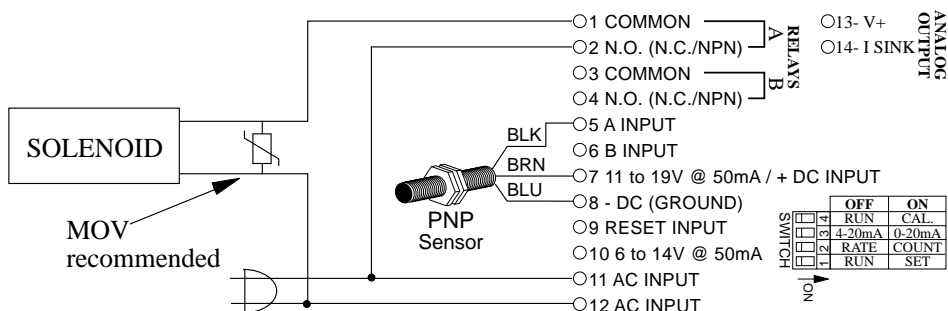 1 COMMON
2 N.O. (N.C./NPN)
A
3 COMMON
4 N.O. (N.C./NPN)
B
RELAYS
13- V+
14- I SINK
ANALOG
OUTPUT
SOLENOID
MOV
recommended
BLK
BRN
BLU
PNP
Sensor
5 A INPUT
6 B INPUT
7 11 to 19V @ 50mA / + DC INPUT
8 - DC (GROUND)
9 RESET INPUT
10 6 to 14V @ 50mA
11 AC INPUT
12 AC INPUT
SWITCH
OFF ON
4 RUN CAL.
3 4-20mA 0-20mA
2 RATE COUNT
1 RUN SET
ON